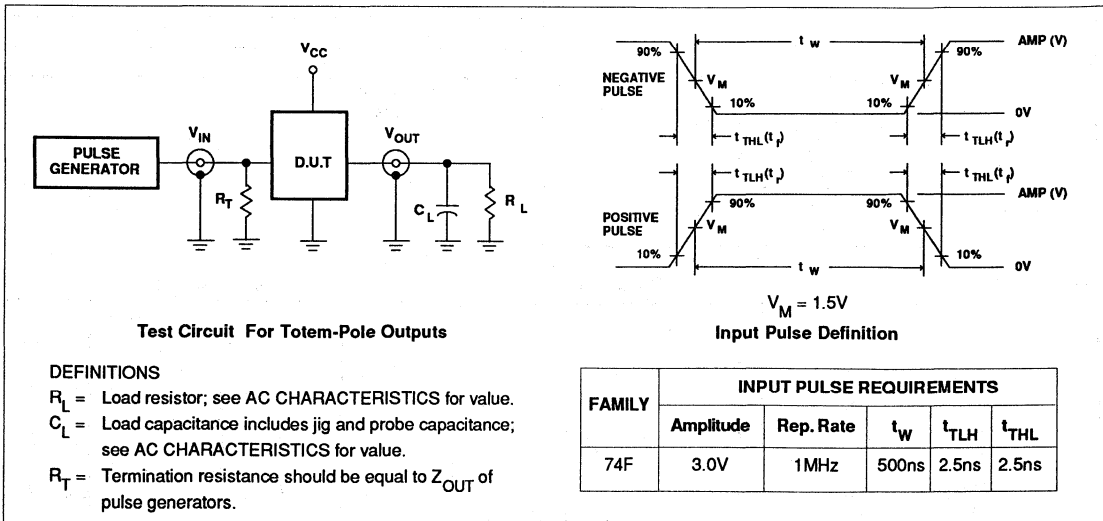 VCC
PULSE
GENERATOR
VIN
RT
D.U.T
VOUT
CL
RL
Test Circuit For Totem-Pole Outputs
NEGATIVE
PULSE
90%
tW
90%
AMP (V)
VM
VM
10%
10%
0V
tTHL(tf)
tTLH(tr)
tTLH(tr)
tTHL(tf)
AMP (V)
POSITIVE
PULSE
90%
90%
VM
VM
10%
10%
tW
0V
VM = 1.5V
Input Pulse Definition
DEFINITIONS
RL = Load resistor; see AC CHARACTERISTICS for value.
CL = Load capacitance includes jig and probe capacitance;
see AC CHARACTERISTICS for value.
RT = Termination resistance should be equal to ZOUT of
pulse generators.
FAMILY
INPUT PULSE REQUIREMENTS
Amplitude Rep. Rate tW tTLH tTHL
74F 3.0V 1MHz 500ns 2.5ns 2.5ns